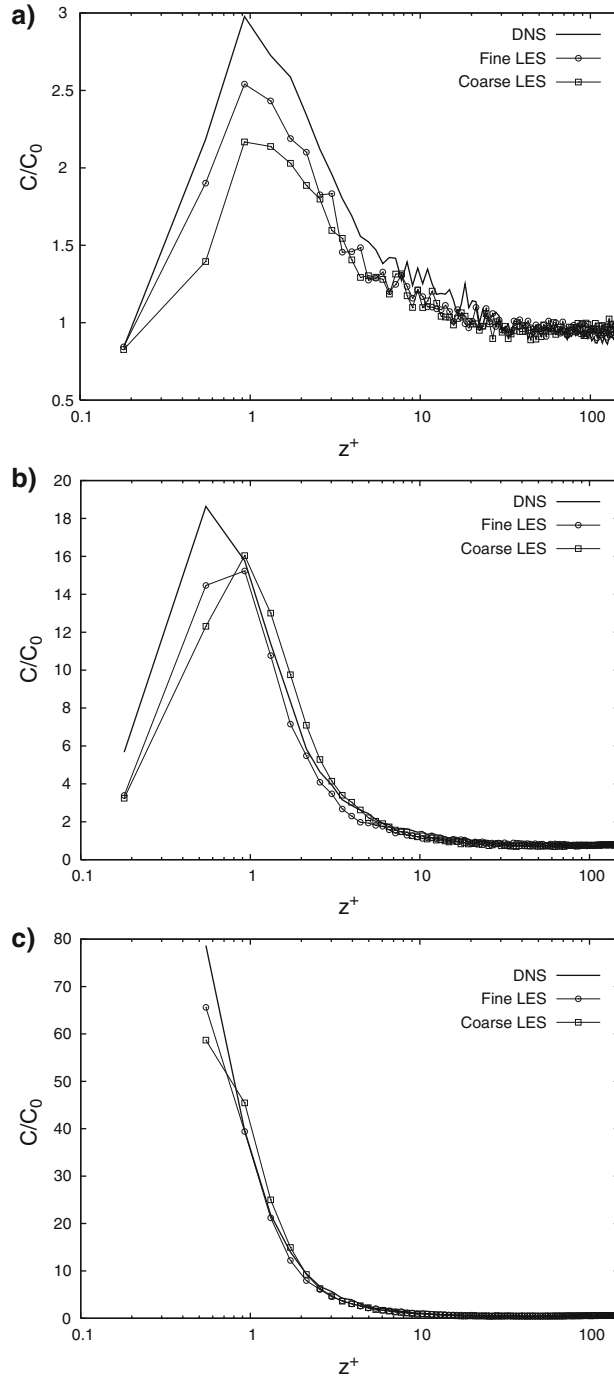 a)
3
2.5
2
1.5
1
0.5
C/C₀
DNS
Fine LES
Coarse LES
0.1
1
10
100
z⁺
b)
20
18
16
14
12
10
8
6
4
2
0
C/C₀
DNS
Fine LES
Coarse LES
0.1
1
10
100
z⁺
c)
80
70
60
50
40
30
20
10
0
C/C₀
DNS
Fine LES
Coarse LES
0.1
1
10
100
z⁺